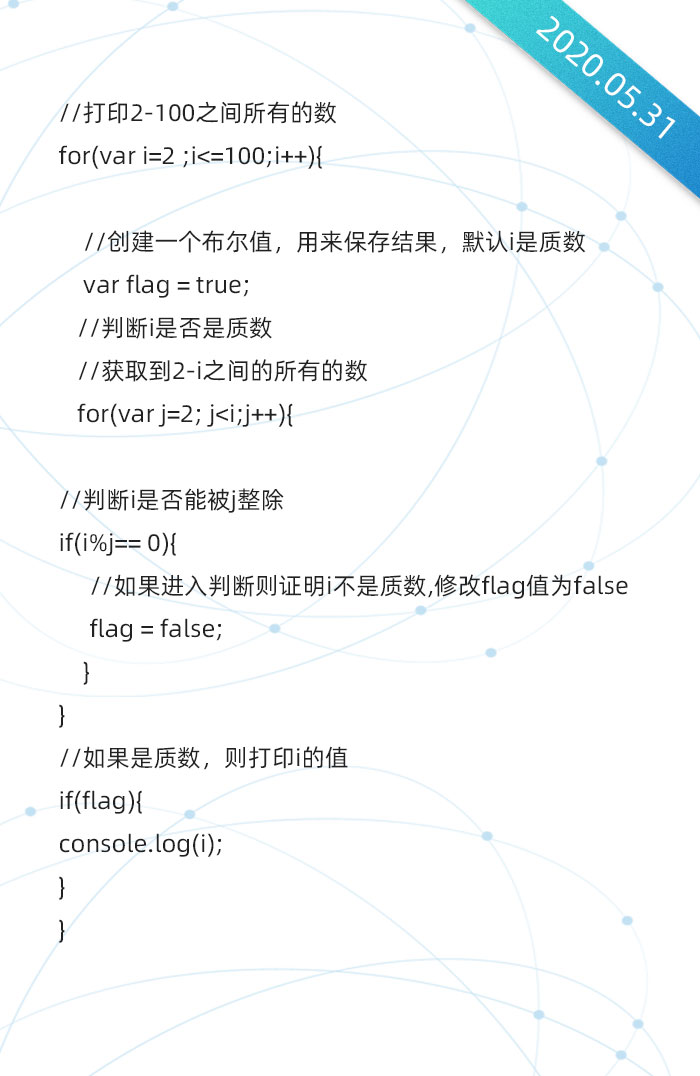 2020.05.31
//打印2-100之间所有的数
for(var i=2 ;i<=100;i++){
//创建一个布尔值，用来保存结果，默认i是质数
var flag = true;
//判断i是否是质数
//获取到2-i之间的所有的数
for(var j=2; j<i;j++){
//判断i是否能被j整除
if(i%j== 0){
//如果进入判断则证明i不是质数,修改flag值为false
flag = false;
}
}
//如果是质数，则打印i的值
if(flag){
console.log(i);
}
}